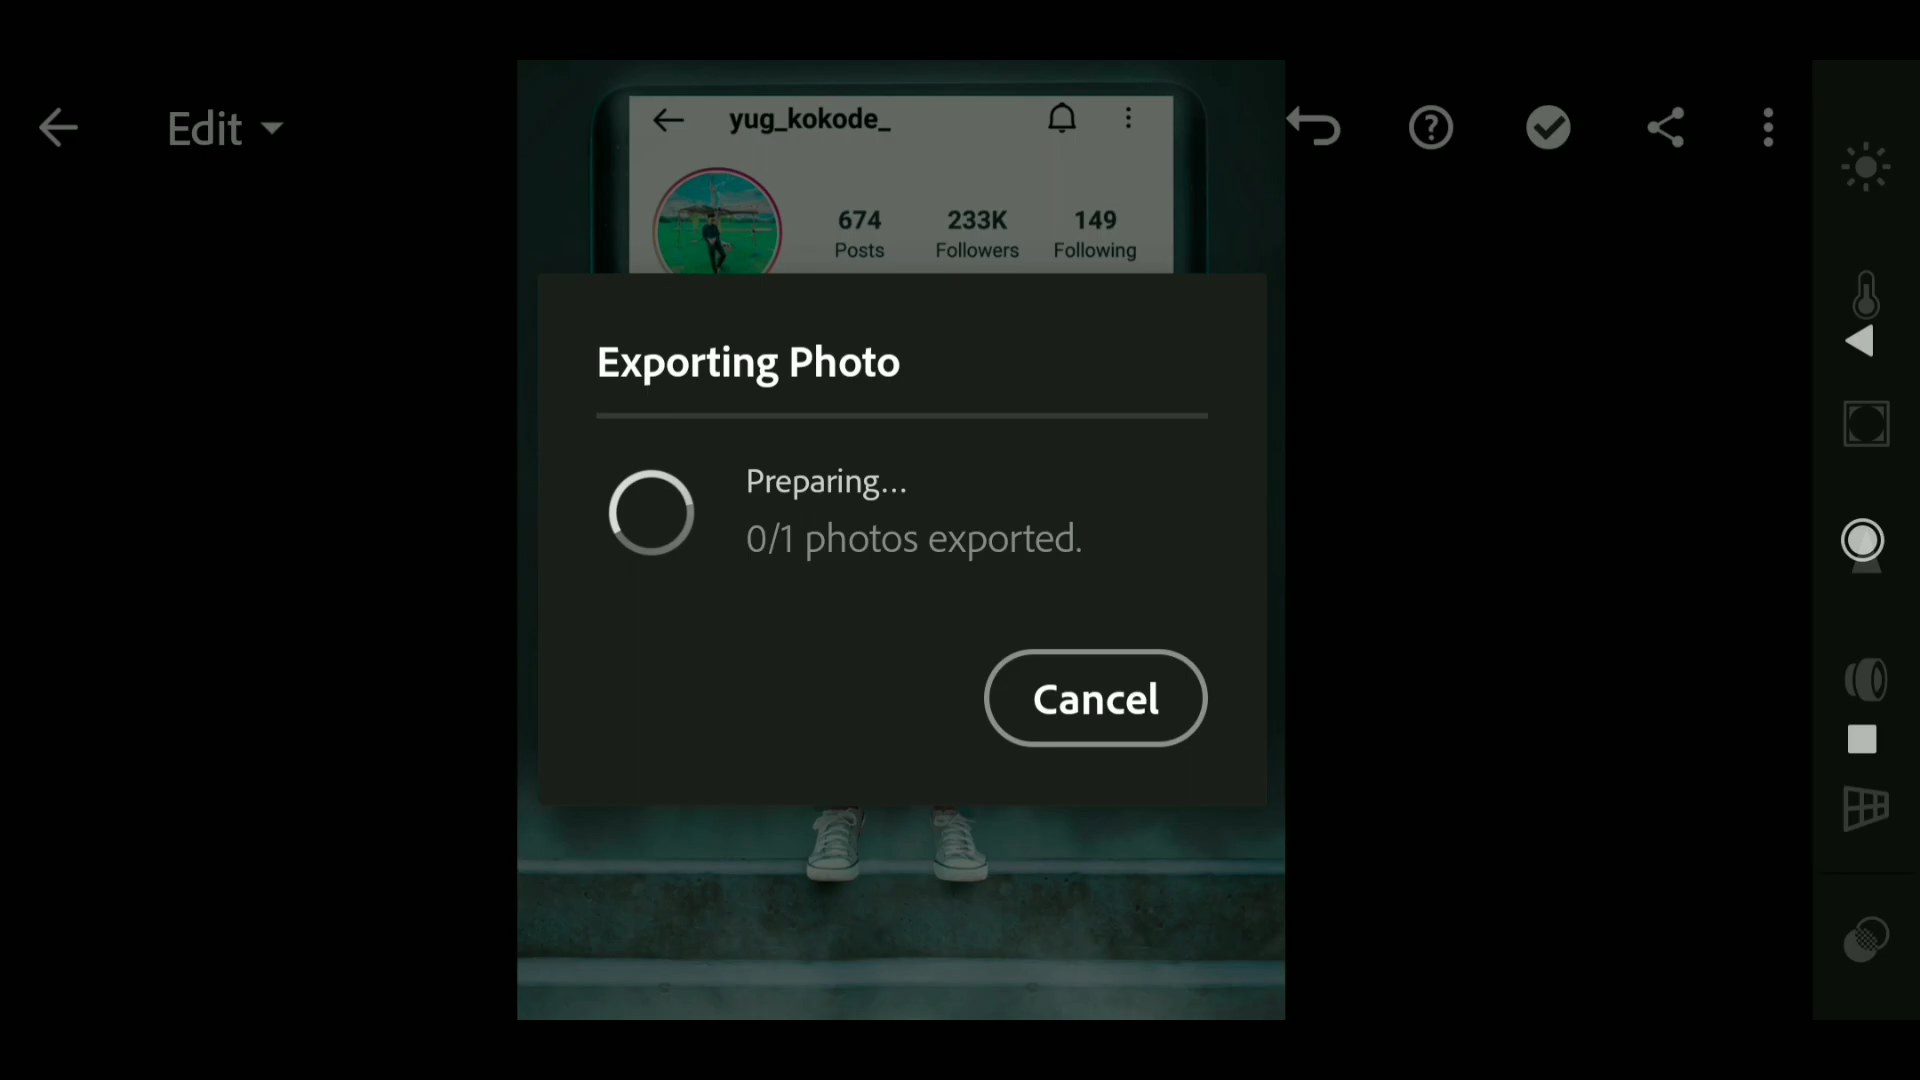 Edit
yug_kokode_
674 233K 149
Posts Followers Following
Exporting Photo
Preparing...
0/1 photos exported.
Cancel